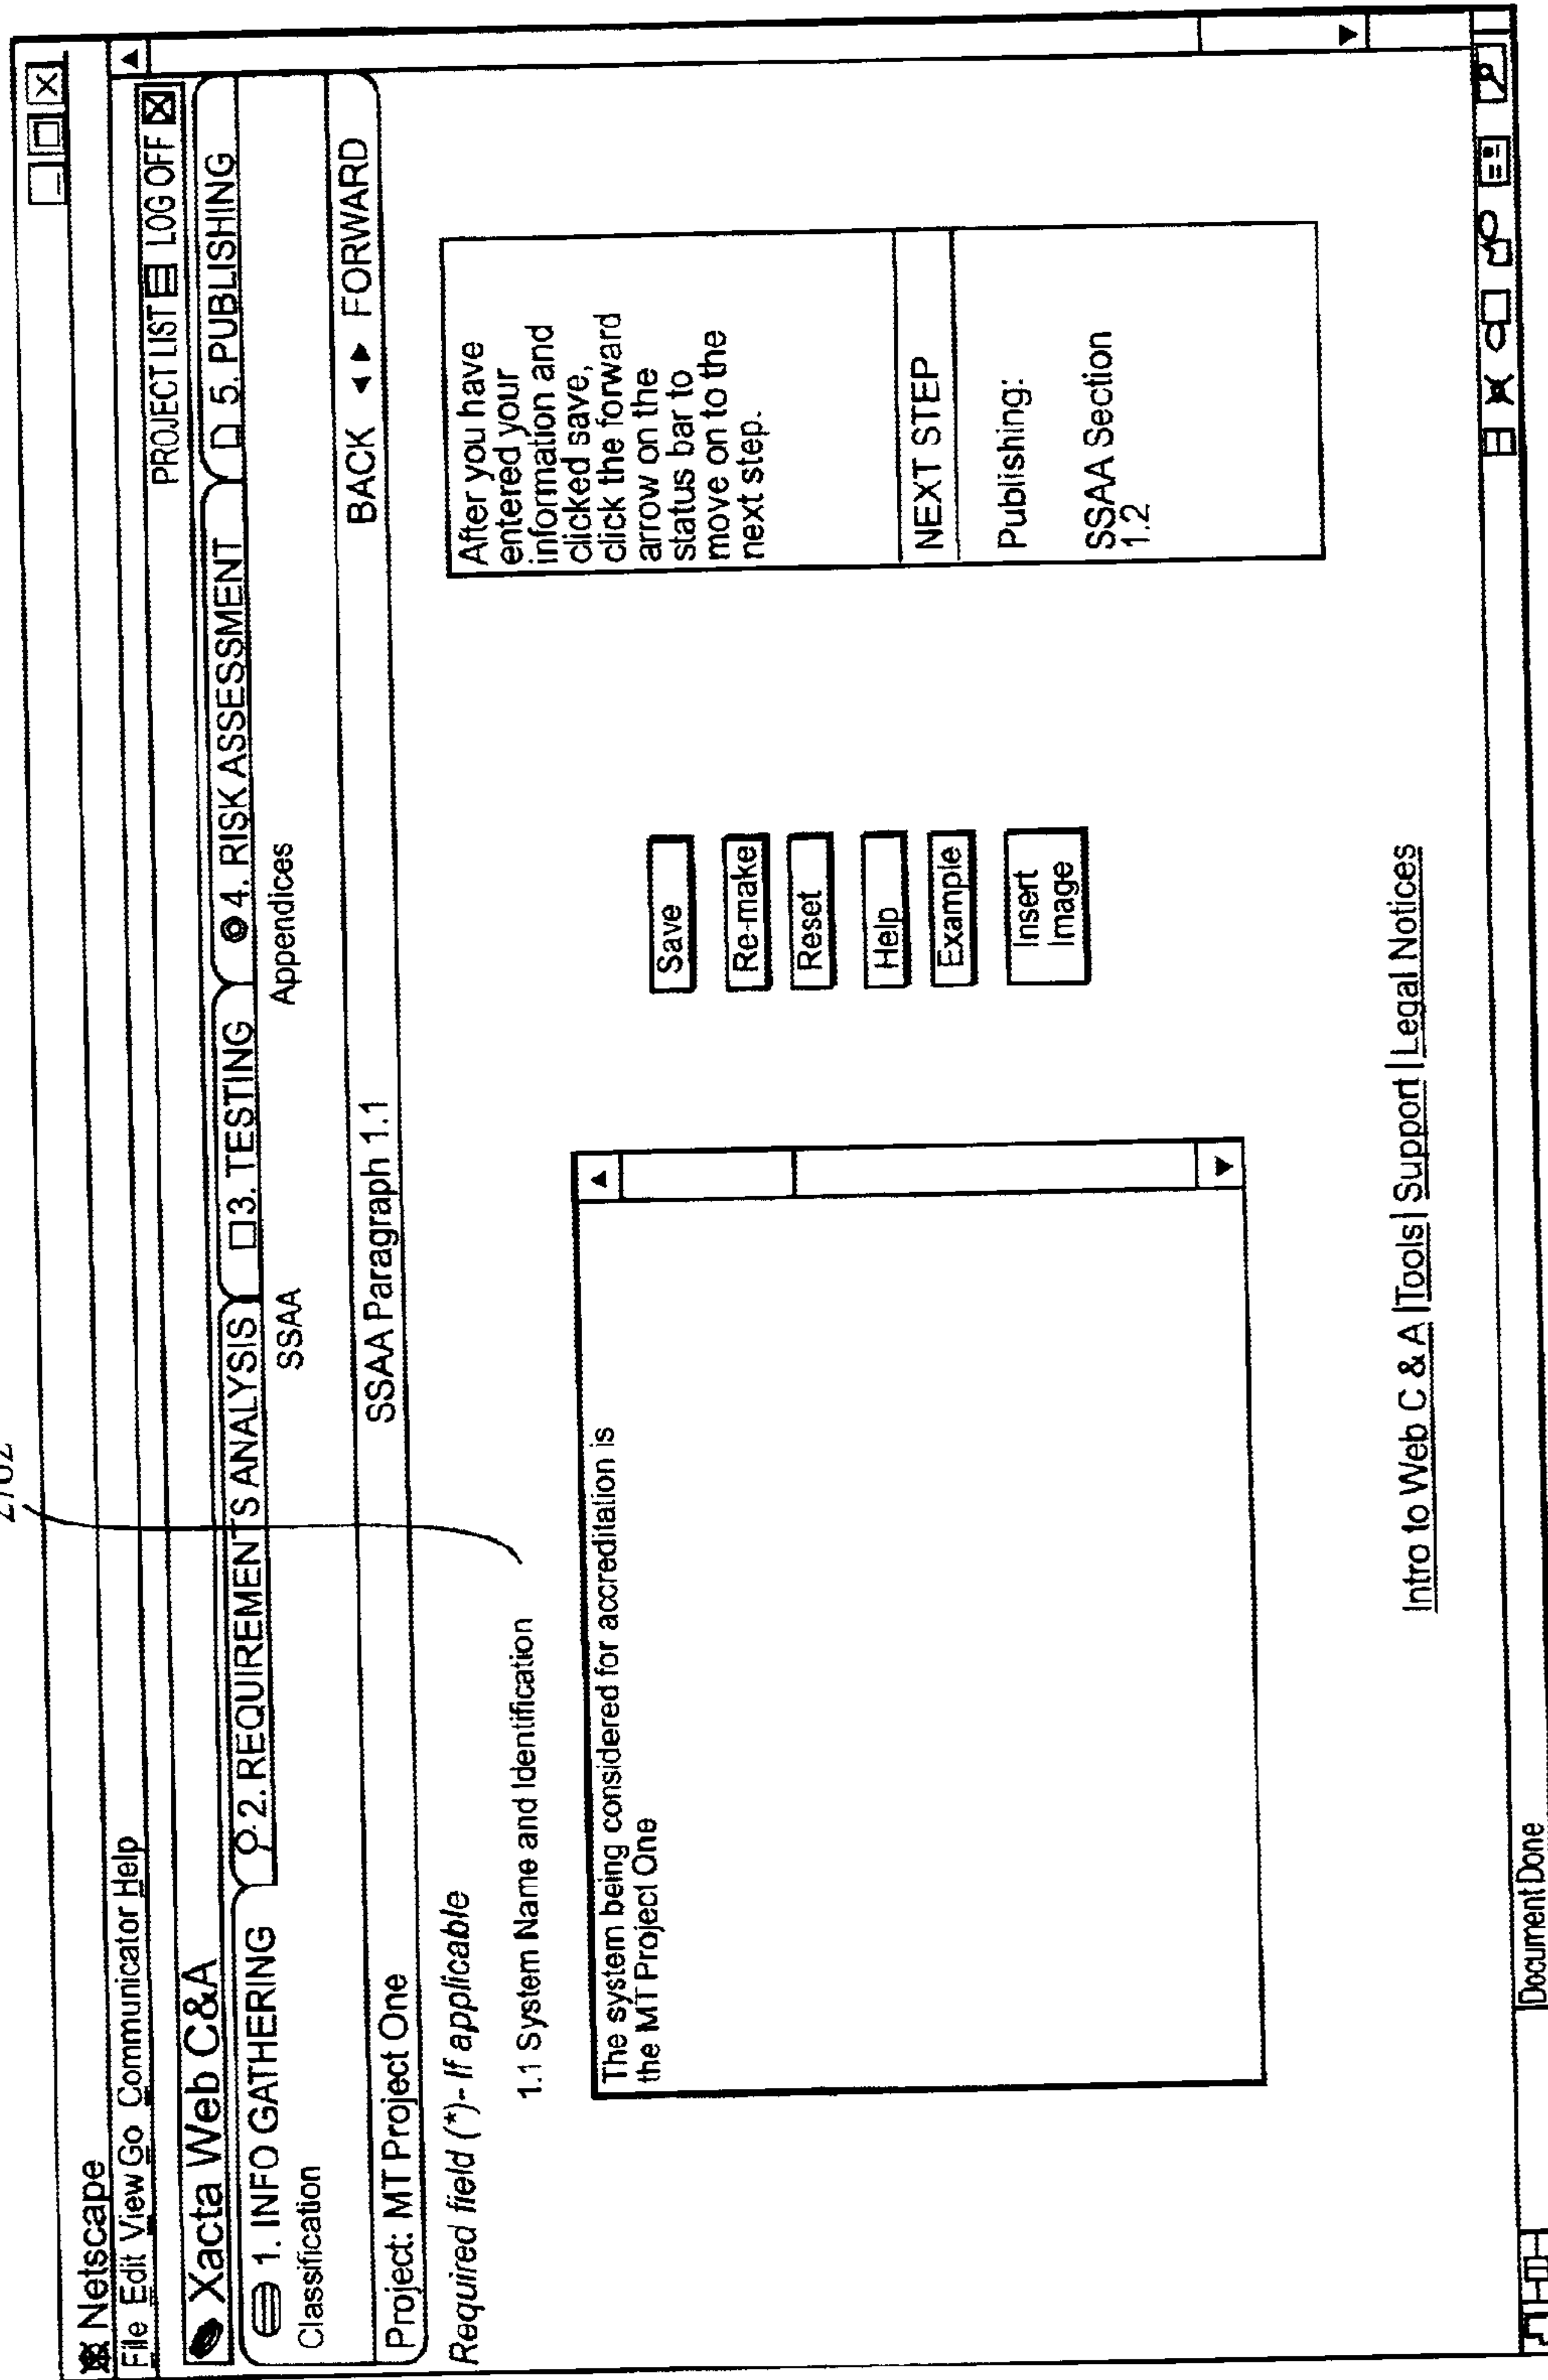 Netscape
File Edit View Go Communicator Help
Xacta Web C&A
PROJECT LIST LOG OFF
1. INFO GATHERING
2. REQUIREMENTS ANALYSIS
3. TESTING
4. RISK ASSESSMENT
5. PUBLISHING
Classification
SSAA
Appendices
Project: MT Project One
SSAA Paragraph 1.1
BACK
FORWARD
Required field (*)- If applicable
1.1 System Name and Identification
The system being considered for accreditation is
the MT Project One
Save
Re-make
Reset
Help
Example
Insert
Image
After you have
entered your
information and
clicked save,
click the forward
arrow on the
status bar to
move on to the
next step.
NEXT STEP
Publishing:
SSAA Section
1.2
Intro to Web C & A |Tools| Support | Legal Notices
Document Done